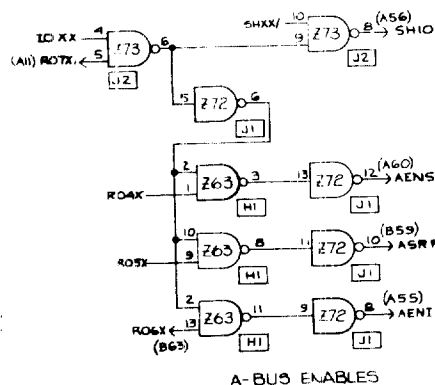 10 (A56)
4 SHXX/ 8 SHIO
IO XX Z73 6 Z73
(A11) ROTX 5 9
J2 J2
5 Z72 6
J1
2 (A60)
3 13 12
Z63 Z72 AENS
RO4X 1
H1 J1
10 (B59)
8 11 10
Z63 Z72
RO5X 9
H1 J1
2 (A55)
11 9 8
Z63 Z72 AENI
RO6X 13
(B63) H1 J1
A-BUS ENABLES